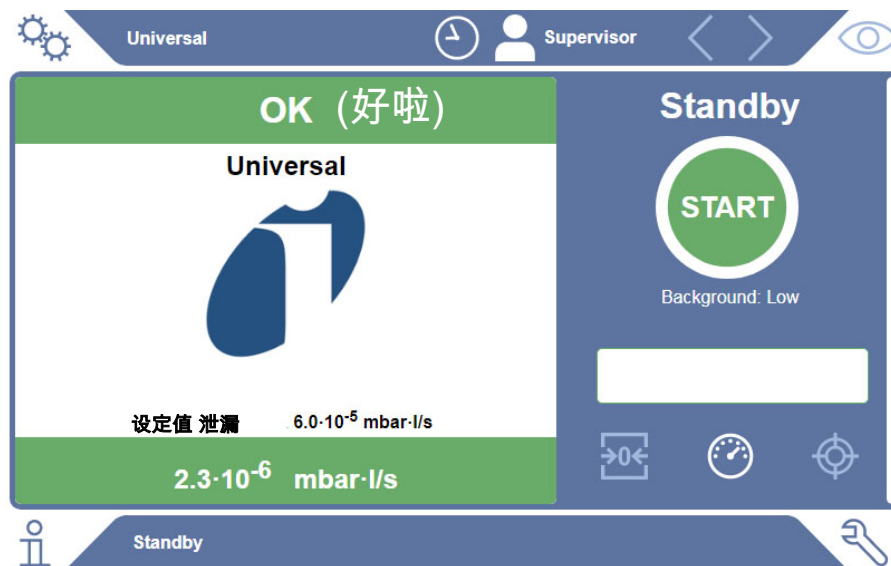 Universal
Supervisor
OK (好啦)
Universal
设定值 泄漏 6.0·10⁻⁵ mbar·l/s
2.3·10⁻⁶ mbar·l/s
Standby
START
Background: Low
→0←
Standby